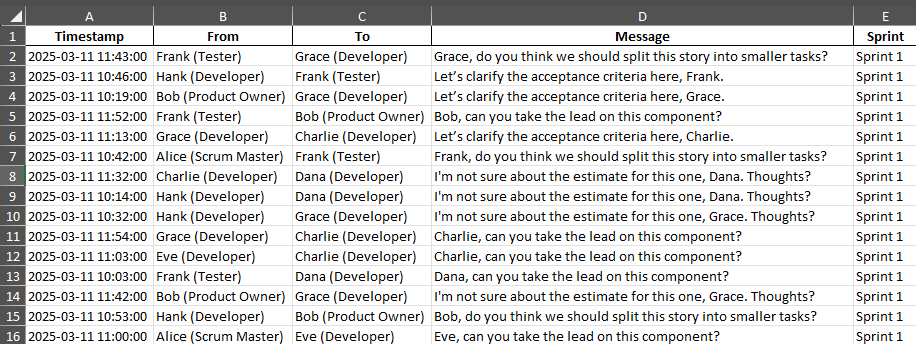 A B C D E
1 Timestamp From To Message Sprint
2 2025-03-11 11:43:00 Frank (Tester) Grace (Developer) Grace, do you think we should split this story into smaller tasks? Sprint 1
3 2025-03-11 10:46:00 Hank (Developer) Frank (Tester) Let's clarify the acceptance criteria here, Frank. Sprint 1
4 2025-03-11 10:19:00 Bob (Product Owner) Grace (Developer) Let's clarify the acceptance criteria here, Grace. Sprint 1
5 2025-03-11 11:52:00 Frank (Tester) Bob (Product Owner) Bob, can you take the lead on this component? Sprint 1
6 2025-03-11 11:13:00 Grace (Developer) Charlie (Developer) Let's clarify the acceptance criteria here, Charlie. Sprint 1
7 2025-03-11 10:42:00 Alice (Scrum Master) Frank (Tester) Frank, do you think we should split this story into smaller tasks? Sprint 1
8 2025-03-11 11:32:00 Charlie (Developer) Dana (Developer) I'm not sure about the estimate for this one, Dana. Thoughts? Sprint 1
9 2025-03-11 10:14:00 Hank (Developer) Dana (Developer) I'm not sure about the estimate for this one, Dana. Thoughts? Sprint 1
10 2025-03-11 10:32:00 Hank (Developer) Grace (Developer) I'm not sure about the estimate for this one, Grace. Thoughts? Sprint 1
11 2025-03-11 11:54:00 Grace (Developer) Charlie (Developer) Charlie, can you take the lead on this component? Sprint 1
12 2025-03-11 11:03:00 Eve (Developer) Charlie (Developer) Charlie, can you take the lead on this component? Sprint 1
13 2025-03-11 10:03:00 Frank (Tester) Dana (Developer) Dana, can you take the lead on this component? Sprint 1
14 2025-03-11 11:42:00 Bob (Product Owner) Grace (Developer) I'm not sure about the estimate for this one, Grace. Thoughts? Sprint 1
15 2025-03-11 10:53:00 Hank (Developer) Bob (Product Owner) Bob, do you think we should split this story into smaller tasks? Sprint 1
16 2025-03-11 11:00:00 Alice (Scrum Master) Eve (Developer) Eve, can you take the lead on this component? Sprint 1